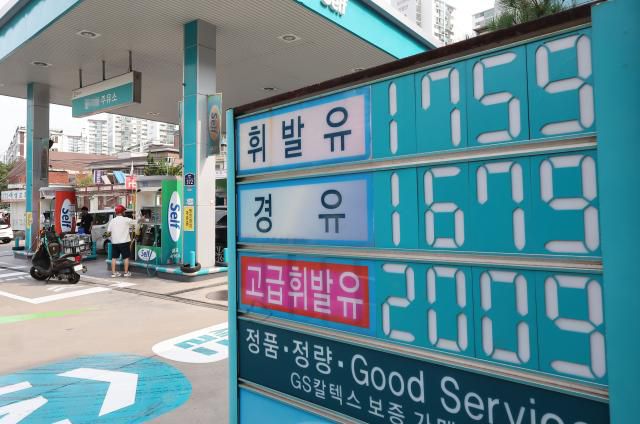 Self
주유소
Self
Self
휘발유 1759
경유 1679
고급휘발유 2009
정품·정량·Good Service
GS칼텍스 보증